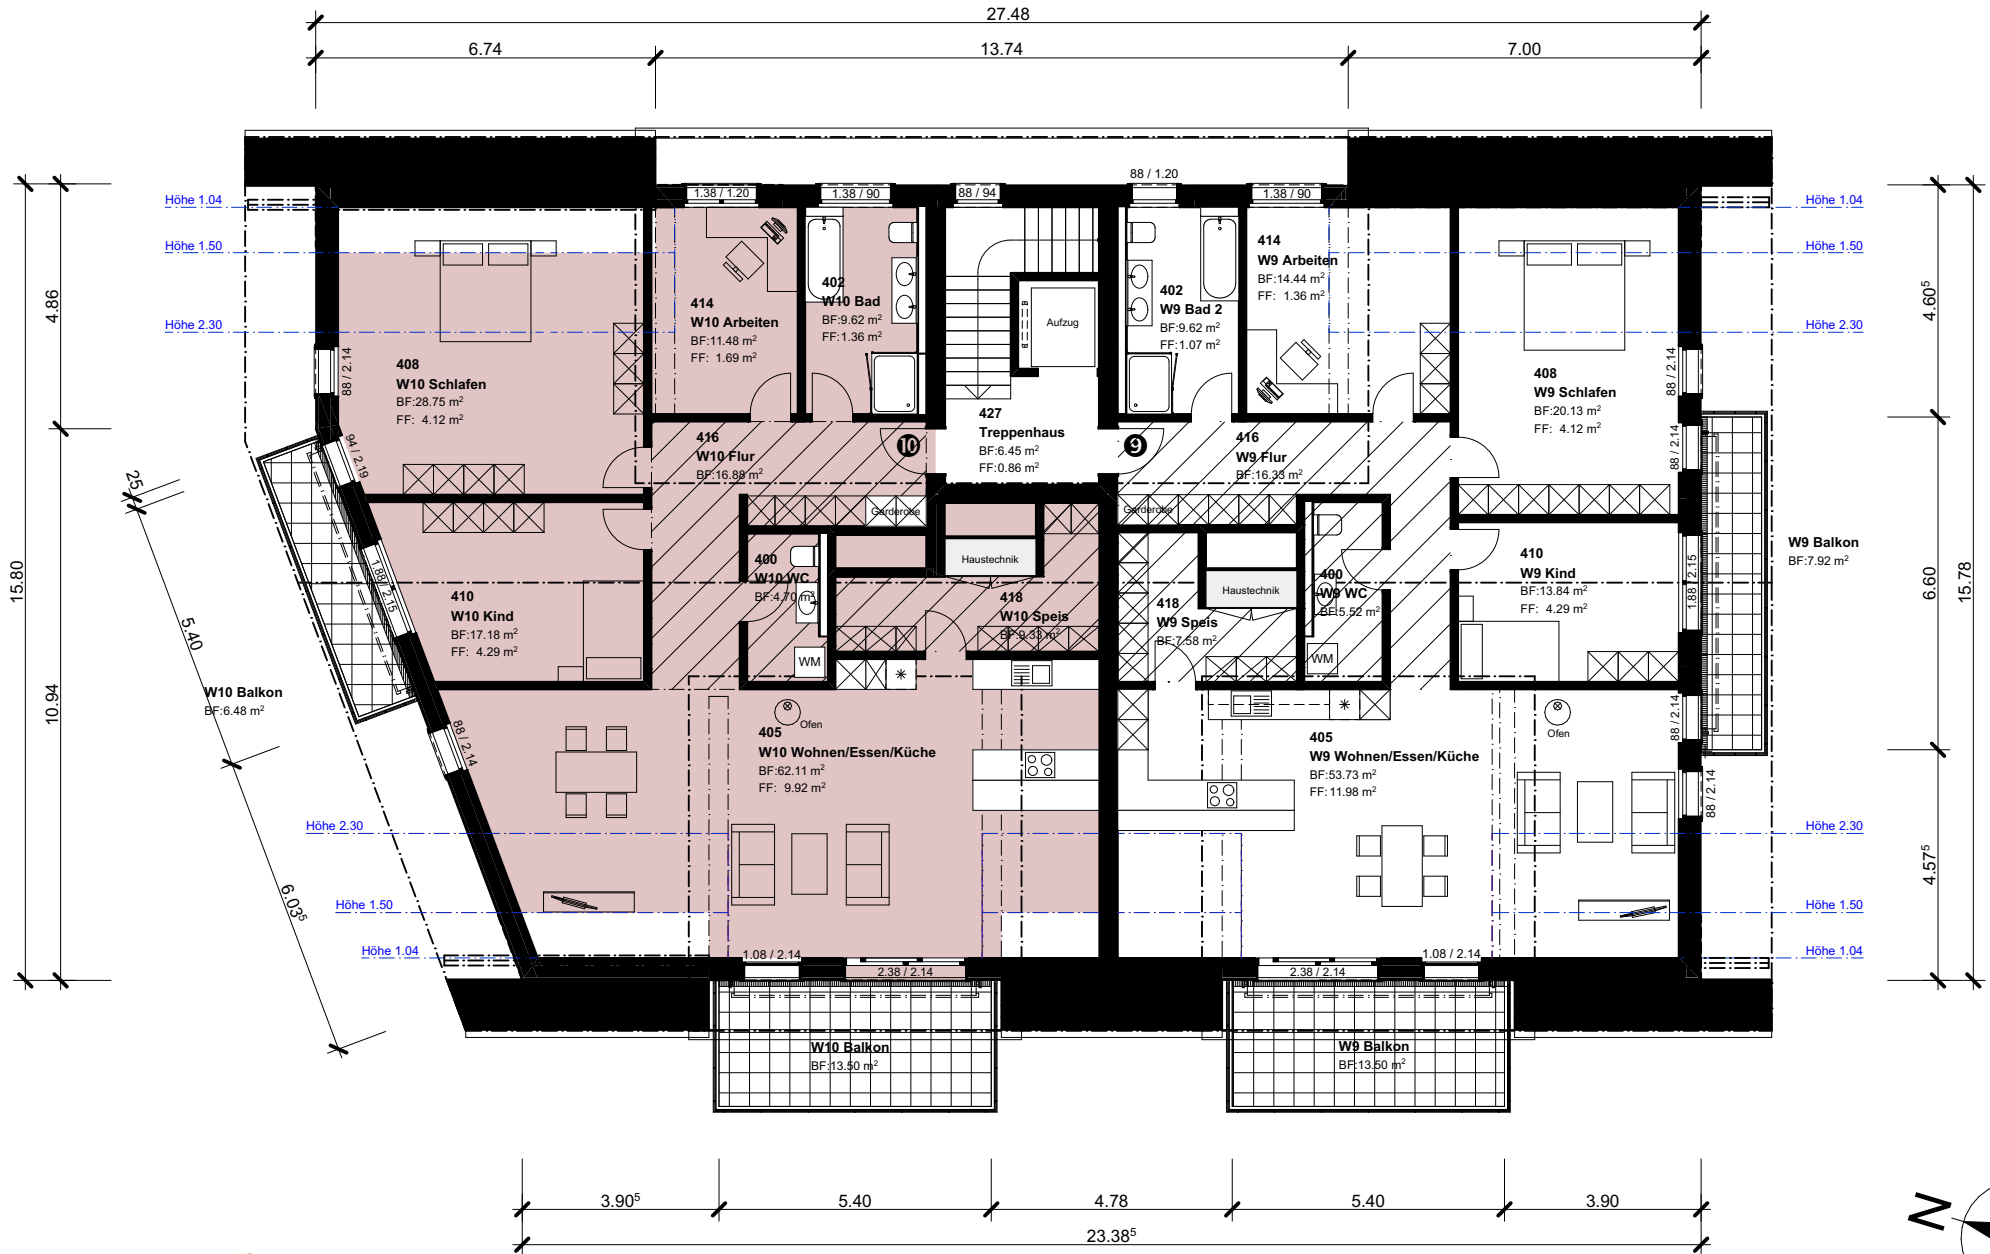 27.48
6.74
13.74
7.00
88 / 1.20
1.38 / 1.20
1.38 / 90
88 / 94
1.38 / 90
Höhe 1.04
Höhe 1.50
Höhe 2.30
Höhe 1.04
Höhe 1.50
Höhe 2.30
4.86
15.80
10.94
4.60⁵
6.60
15.78
4.57⁵
408
W10 Schlafen
BF:28.75 m²
FF: 4.12 m²
414
W10 Arbeiten
BF:11.48 m²
FF: 1.69 m²
402
W10 Bad
BF:9.62 m²
FF:1.36 m²
Aufzug
402
W9 Bad 2
BF:9.62 m²
FF:1.07 m²
414
W9 Arbeiten
BF:14.44 m²
FF: 1.36 m²
408
W9 Schlafen
BF:20.13 m²
FF: 4.12 m²
88 / 2.14
94 / 2.19
88 / 2.14
88 / 2.14
427
Treppenhaus
BF:6.45 m²
FF:0.86 m²
10
9
416
W10 Flur
BF:16.88 m²
Garderobe
416
W9 Flur
BF:16.33 m²
Garderobe
25
5.40
6.03⁵
1.88 / 2.15
88 / 2.14
410
W10 Kind
BF:17.18 m²
FF: 4.29 m²
400
W10 WC
BF:4.70 m²
WM
Haustechnik
418
W10 Speis
BF:9.33 m²
418
W9 Speis
BF:7.58 m²
Haustechnik
400
W9 WC
BF:5.52 m²
WM
410
W9 Kind
BF:13.84 m²
FF: 4.29 m²
1.88 / 2.15
W9 Balkon
BF:7.92 m²
W10 Balkon
BF:6.48 m²
Ofen
405
W10 Wohnen/Essen/Küche
BF:62.11 m²
FF: 9.92 m²
405
W9 Wohnen/Essen/Küche
BF:53.73 m²
FF: 11.98 m²
Ofen
88 / 2.14
88 / 2.14
Höhe 2.30
Höhe 1.50
Höhe 1.04
Höhe 2.30
Höhe 1.50
Höhe 1.04
1.08 / 2.14
2.38 / 2.14
2.38 / 2.14
1.08 / 2.14
W10 Balkon
BF:13.50 m²
W9 Balkon
BF:13.50 m²
3.90⁵
5.40
4.78
5.40
3.90
23.38⁵
N